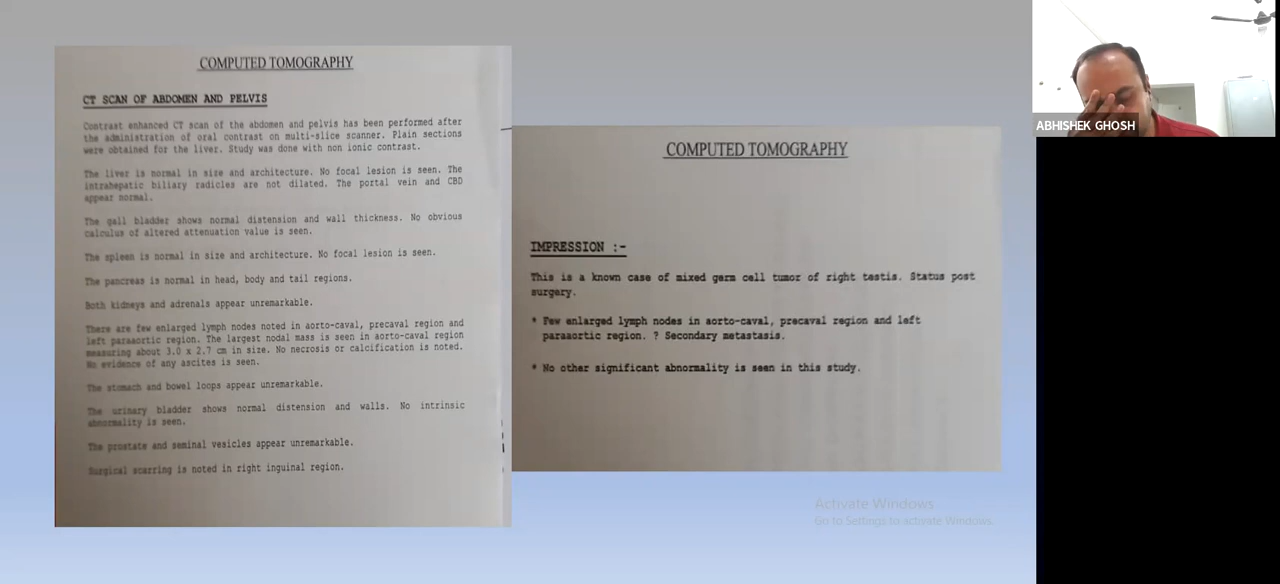 COMPUTED TOMOGRAPHY
CT SCAN OF ABDOMEN AND PELVIS
Contrast enhanced CT scan of the abdomen and pelvis has been performed after
the administration of oral contrast on multi-slice scanner. Plain sections
were obtained for the liver. Study was done with non ionic contrast.
The liver is normal in size and architecture. No focal lesion is seen. The
intrahepatic biliary radicles are not dilated. The portal vein and CBD
appear normal.
The gall bladder shows normal distension and wall thickness. No obvious
calculus of altered attenuation value is seen.
The spleen is normal in size and architecture. No focal lesion is seen.
The pancreas is normal in head, body and tail regions.
Both kidneys and adrenals appear unremarkable.
There are few enlarged lymph nodes noted in aorto-caval, precaval region and
left paraaortic region. The largest nodal mass is seen in aorto-caval region
measuring about 3.0 x 2.7 cm in size. No necrosis or calcification is noted.
No evidence of any ascites is seen.
The stomach and bowel loops appear unremarkable.
The urinary bladder shows normal distension and walls. No intrinsic
abnormality is seen.
The prostate and seminal vesicles appear unremarkable.
Surgical scarring is noted in right inguinal region.
COMPUTED TOMOGRAPHY
IMPRESSION :-
This is a known case of mixed germ cell tumor of right testis. Status post
surgery.
* Few enlarged lymph nodes in aorto-caval, precaval region and left
paraaortic region. ? Secondary metastasis.
* No other significant abnormality is seen in this study.
Activate Windows
Go to Settings to activate Windows.
ABHISHEK GHOSH